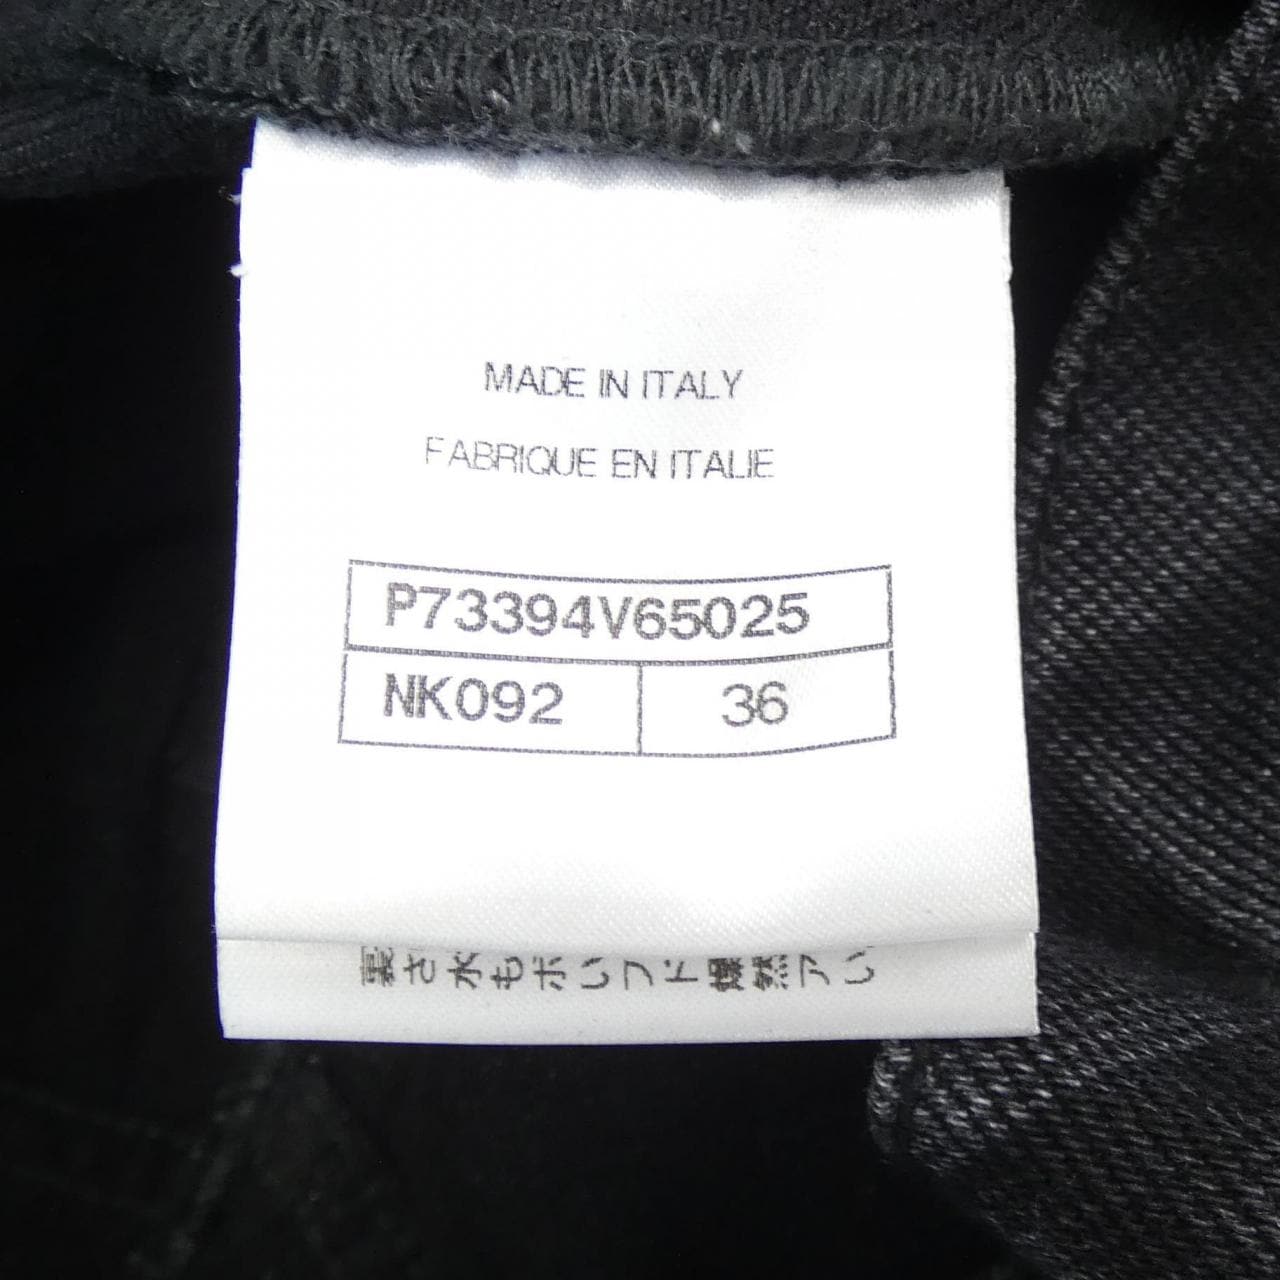 MADE IN ITALY
FABRIQUE EN ITALIE
P73394V65025
NK092 36